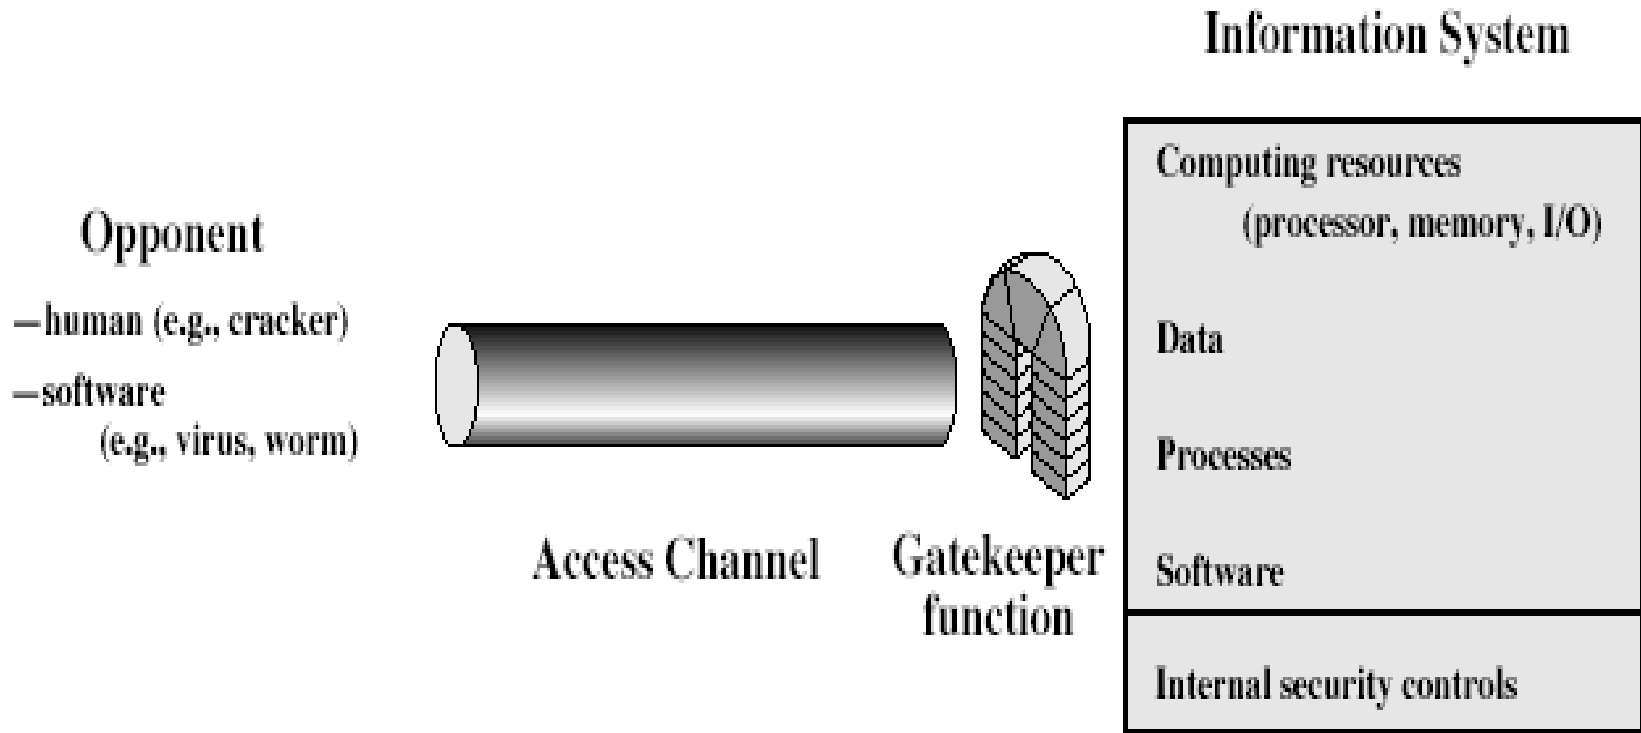 Information System
Opponent
—human (e.g., cracker)
—software
(e.g., virus, worm)
Access Channel
Gatekeeper
function
Computing resources
(processor, memory, I/O)
Data
Processes
Software
Internal security controls